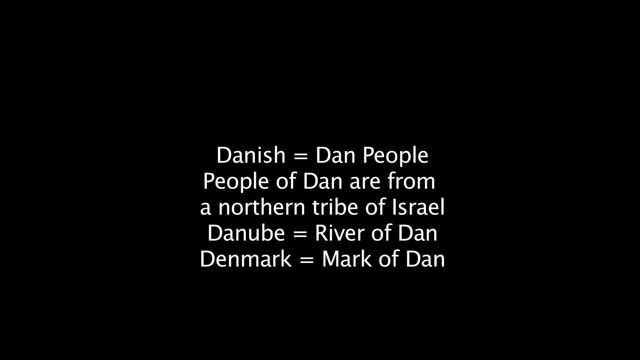 Danish = Dan People
People of Dan are from
a northern tribe of Israel
Danube = River of Dan
Denmark = Mark of Dan